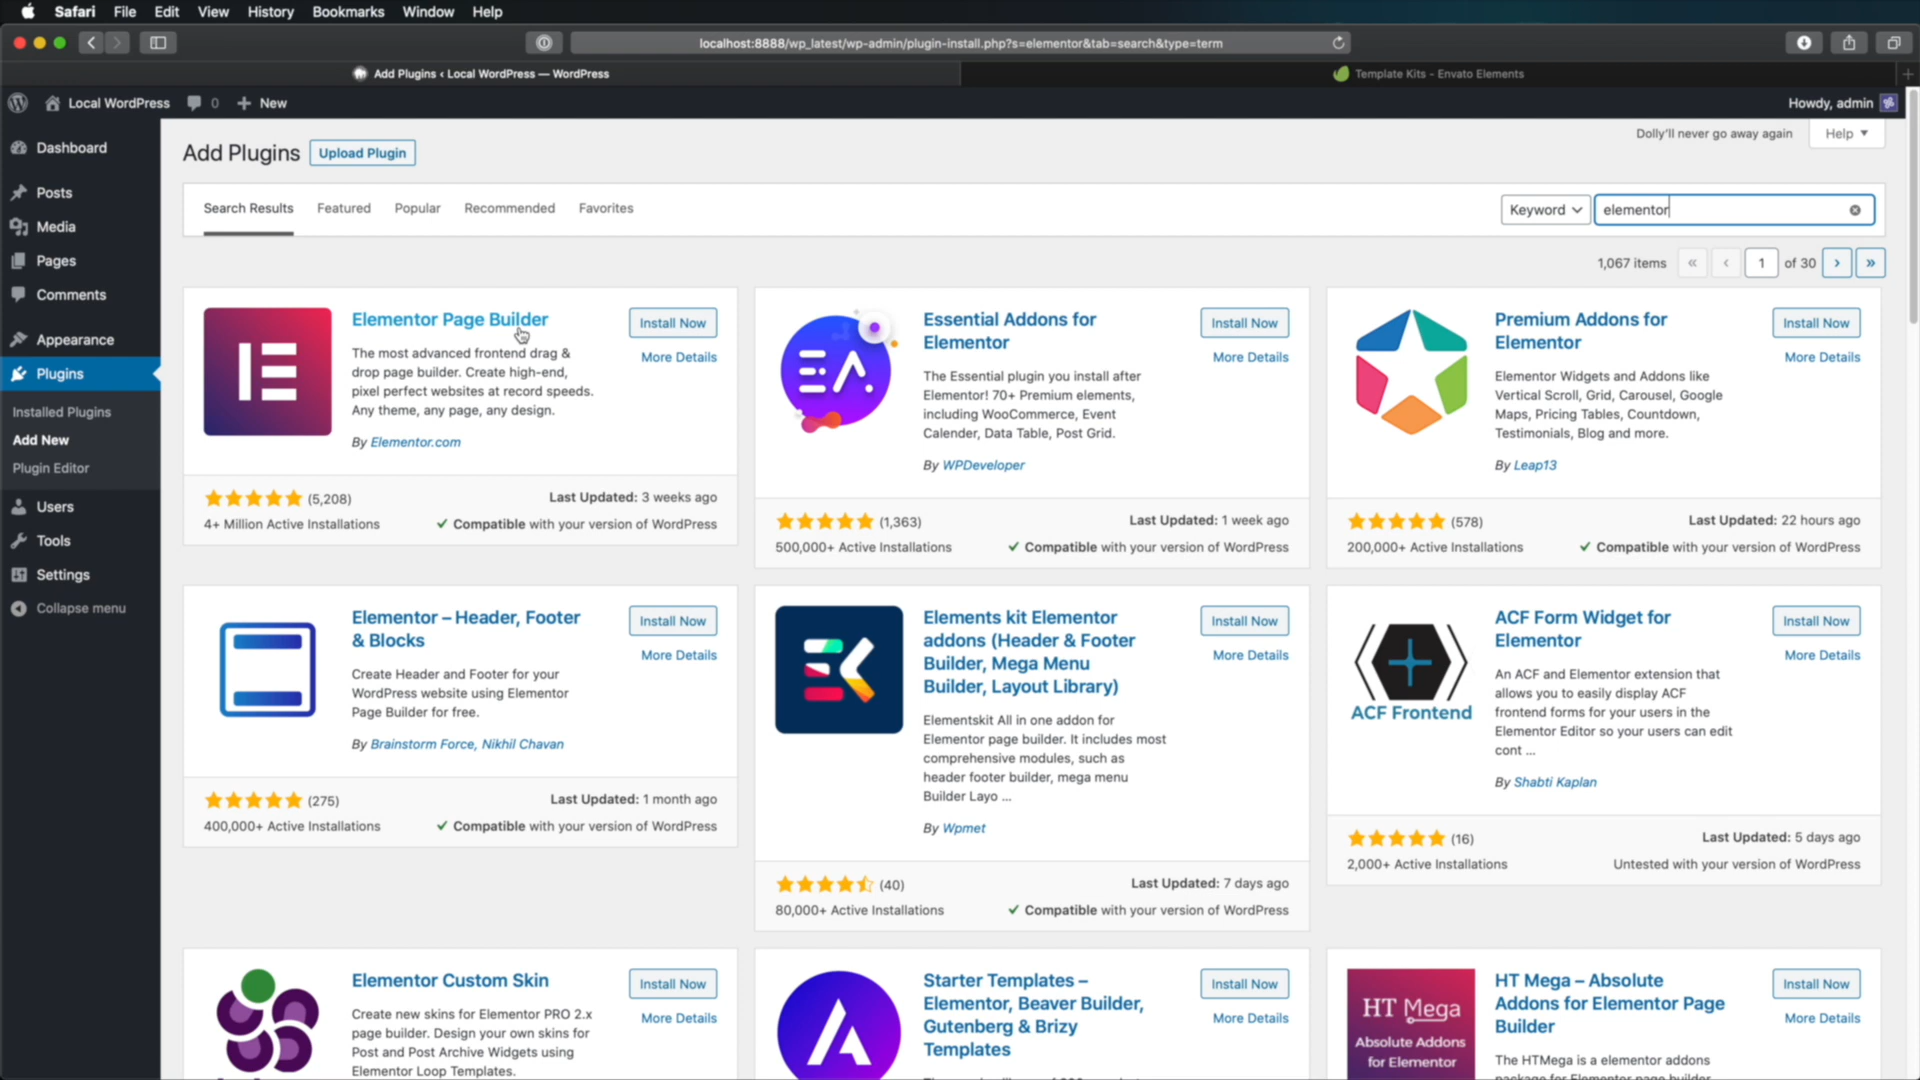 Safari File Edit View History Bookmarks Window Help
localhost:8888/wp_latest/wp-admin/plugin-install.php?s=elementor&tab=search&type=term
Add Plugins ‹ Local WordPress — WordPress
Template Kits - Envato Elements
Local WordPress 0 + New
Howdy, admin
Dashboard
Posts
Media
Pages
Comments
Appearance
Plugins
Installed Plugins
Add New
Plugin Editor
Users
Tools
Settings
Collapse menu
Dolly'll never go away again
Help
Add Plugins
Upload Plugin
Search Results Featured Popular Recommended Favorites
Keyword
elementor
1,067 items « ‹ 1 of 30 › »
Elementor Page Builder
Install Now
More Details
The most advanced frontend drag &
drop page builder. Create high-end,
pixel perfect websites at record speeds.
Any theme, any page, any design.
By Elementor.com
(5,208)
Last Updated: 3 weeks ago
4+ Million Active Installations
✓ Compatible with your version of WordPress
Essential Addons for
Elementor
Install Now
More Details
The Essential plugin you install after
Elementor! 70+ Premium elements,
including WooCommerce, Event
Calender, Data Table, Post Grid.
By WPDeveloper
(1,363)
Last Updated: 1 week ago
500,000+ Active Installations
✓ Compatible with your version of WordPress
Premium Addons for
Elementor
Install Now
More Details
Elementor Widgets and Addons like
Vertical Scroll, Grid, Carousel, Google
Maps, Pricing Tables, Countdown,
Testimonials, Blog and more.
By Leap13
(578)
Last Updated: 22 hours ago
200,000+ Active Installations
✓ Compatible with your version of WordPress
Elementor – Header, Footer
& Blocks
Install Now
More Details
Create Header and Footer for your
WordPress website using Elementor
Page Builder for free.
By Brainstorm Force, Nikhil Chavan
(275)
Last Updated: 1 month ago
400,000+ Active Installations
✓ Compatible with your version of WordPress
Elements kit Elementor
addons (Header & Footer
Builder, Mega Menu
Builder, Layout Library)
Install Now
More Details
Elementskit All in one addon for
Elementor page builder. It includes most
comprehensive modules, such as
header footer builder, mega menu
Builder Layo ...
By Wpmet
(40)
Last Updated: 7 days ago
80,000+ Active Installations
✓ Compatible with your version of WordPress
ACF Frontend
ACF Form Widget for
Elementor
Install Now
More Details
An ACF and Elementor extension that
allows you to easily display ACF
frontend forms for your users in the
Elementor Editor so your users can edit
cont ...
By Shabti Kaplan
(16)
Last Updated: 5 days ago
2,000+ Active Installations
Untested with your version of WordPress
Elementor Custom Skin
Install Now
More Details
Create new skins for Elementor PRO 2.x
page builder. Design your own skins for
Post and Post Archive Widgets using
Elementor Loop Templates.
Starter Templates –
Elementor, Beaver Builder,
Gutenberg & Brizy
Templates
Install Now
More Details
HT Mega
Absolute Addons
for Elementor
HT Mega – Absolute
Addons for Elementor Page
Builder
Install Now
More Details
The HTMega is a elementor addons
package for Elementor page builder